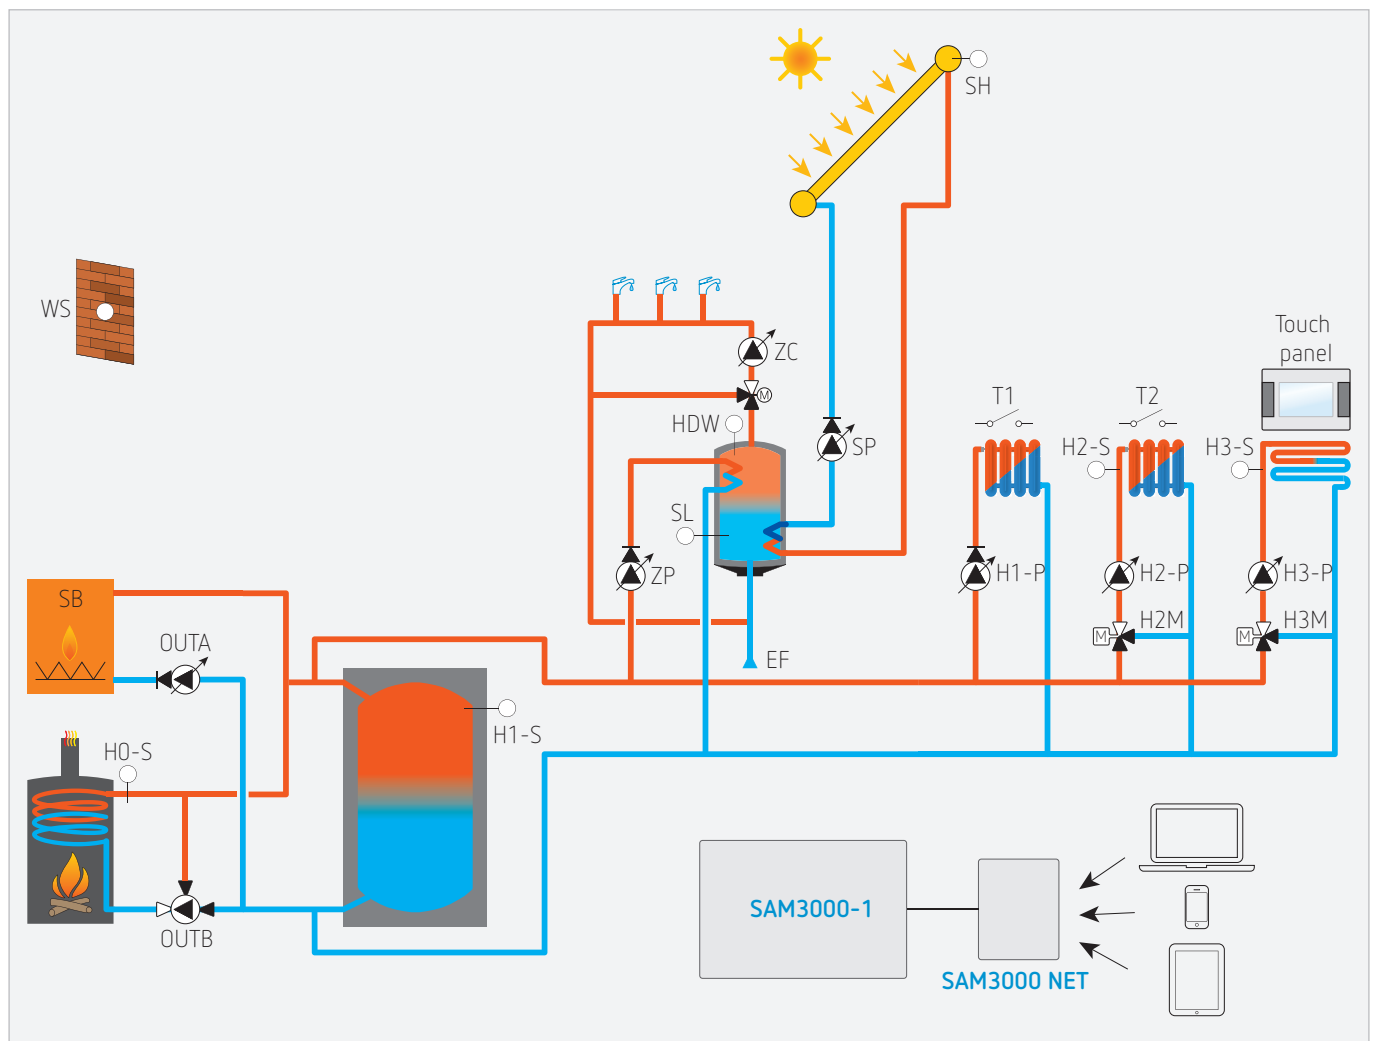 SH
WS
Touch
panel
ZC
T1
T2
HDW
SP
H2-S
H3-S
SL
ZP
H1-P
H2-P
H3-P
SB
M
OUTA
H2M
H3M
M
M
EF
H1-S
H0-S
SAM3000-1
OUTB
SAM3000 NET